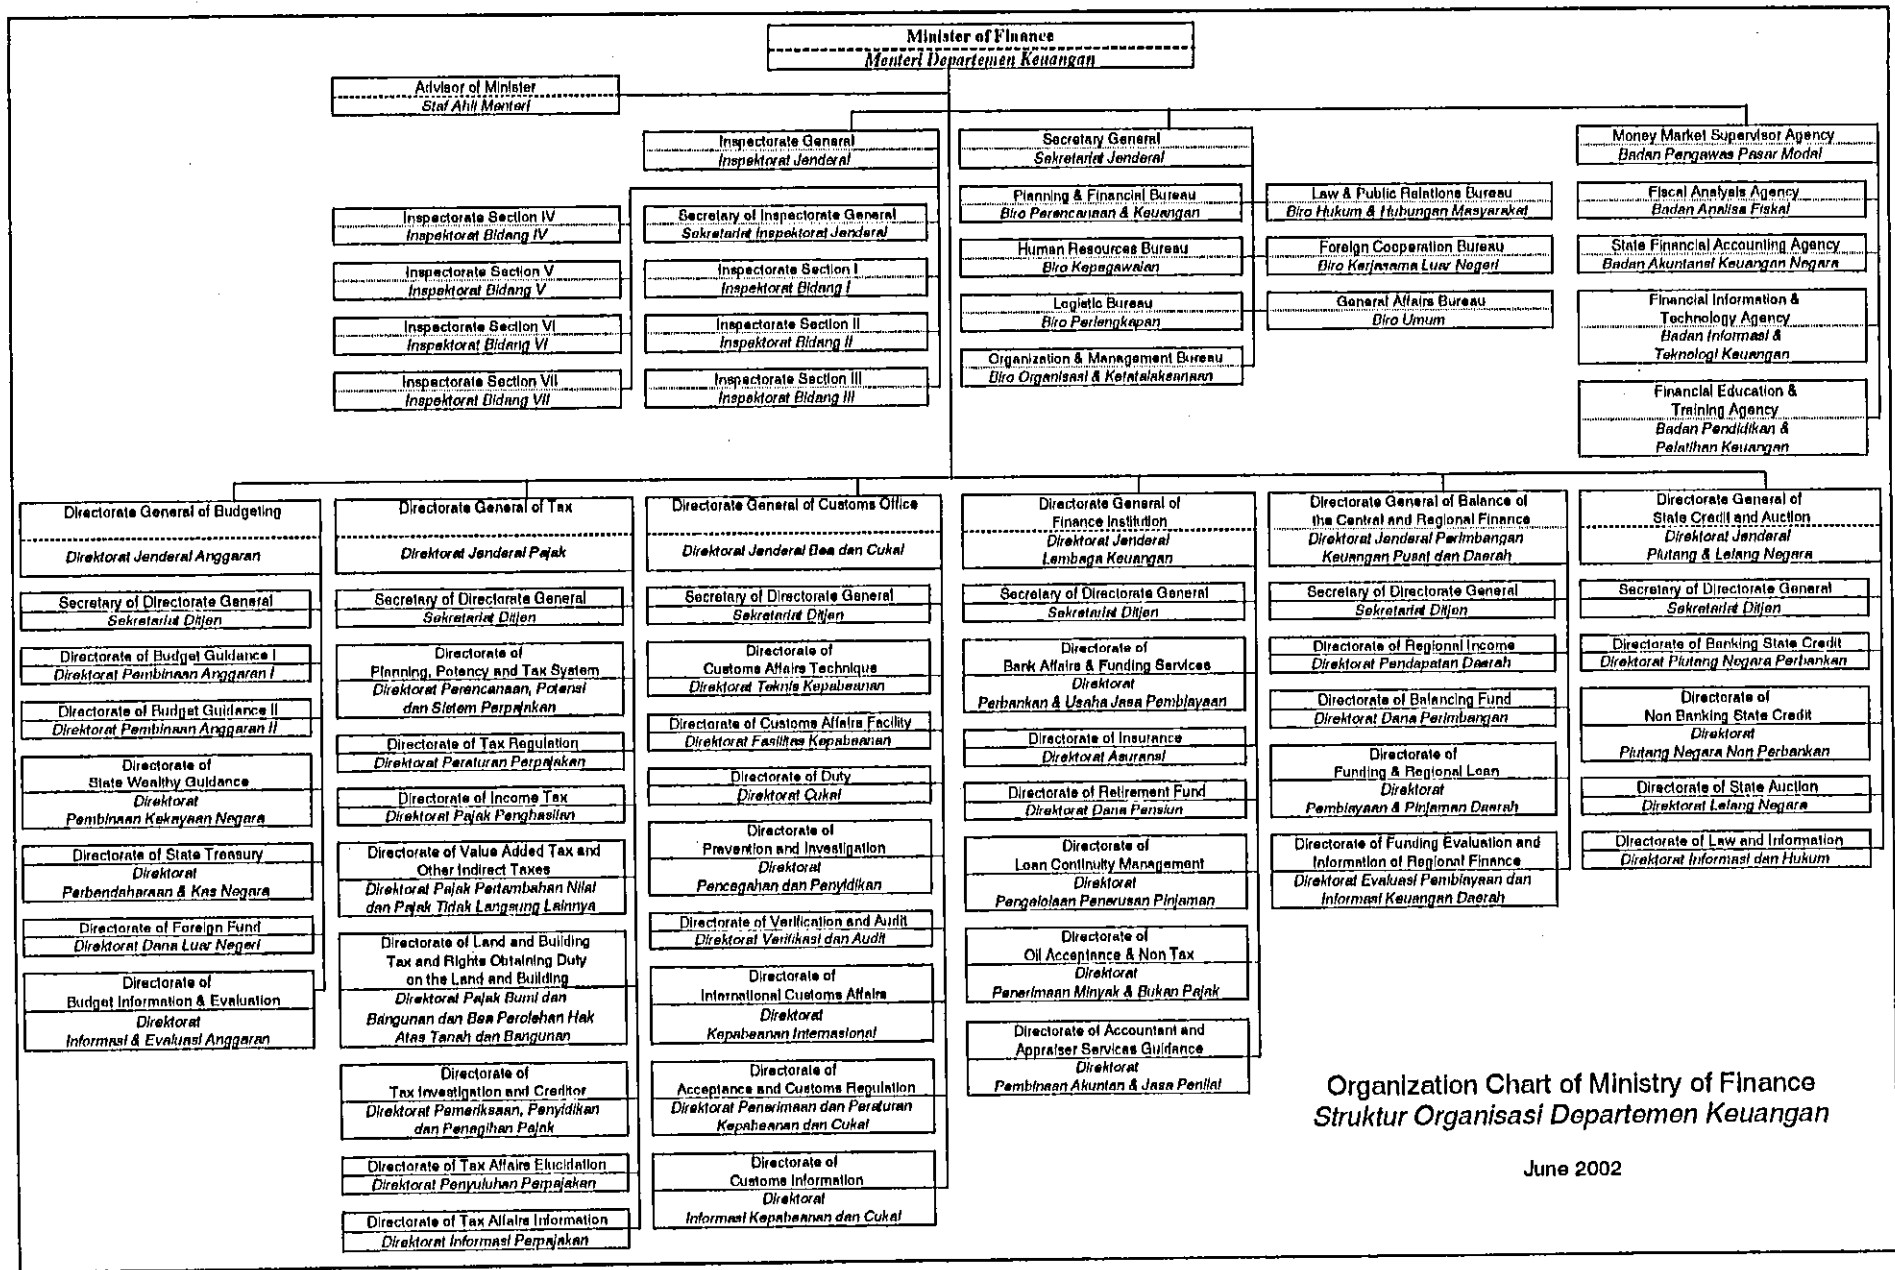 Minister of Finance
Menteri Departemen Keuangan
Advisor of Minister
Staf Ahli Menteri
Inspectorate General
Inspektorat Jenderal
Secretary General
Sekretariat Jenderal
Money Market Supervisor Agency
Badan Pengawas Pasar Modal
Inspectorate Section IV
Inspektorat Bidang IV
Inspectorate Section V
Inspektorat Bidang V
Inspectorate Section VI
Inspektorat Bidang VI
Inspectorate Section VII
Inspektorat Bidang VII
Secretary of Inspectorate General
Sekretariat Inspektorat Jenderal
Inspectorate Section I
Inspektorat Bidang I
Inspectorate Section II
Inspektorat Bidang II
Inspectorate Section III
Inspektorat Bidang III
Planning & Financial Bureau
Biro Perencanaan & Keuangan
Human Resources Bureau
Biro Kepegawaian
Logistic Bureau
Biro Perlengkapan
Organization & Management Bureau
Biro Organisasi & Ketatalaksanaan
Law & Public Relations Bureau
Biro Hukum & Hubungan Masyarakat
Foreign Cooperation Bureau
Biro Kerjasama Luar Negeri
General Affairs Bureau
Biro Umum
Fiscal Analysis Agency
Badan Analisa Fiskal
State Financial Accounting Agency
Badan Akuntansi Keuangan Negara
Financial Information &
Technology Agency
Badan Informasi &
Teknologi Keuangan
Financial Education &
Training Agency
Badan Pendidikan &
Pelatihan Keuangan
Directorate General of Budgeting
Direktorat Jenderal Anggaran
Secretary of Directorate General
Sekretariat Ditjen
Directorate of Budget Guidance I
Direktorat Pembinaan Anggaran I
Directorate of Budget Guidance II
Direktorat Pembinaan Anggaran II
Directorate of
State Wealthy Guidance
Direktorat
Pembinaan Kekayaan Negara
Directorate of State Treasury
Direktorat
Perbendaharaan & Kas Negara
Directorate of Foreign Fund
Direktorat Dana Luar Negeri
Directorate of
Budget Information & Evaluation
Direktorat
Informasi & Evaluasi Anggaran
Directorate General of Tax
Direktorat Jenderal Pajak
Secretary of Directorate General
Sekretariat Ditjen
Directorate of
Planning, Potency and Tax System
Direktorat Perencanaan, Potensi
dan Sistem Perpajakan
Directorate of Tax Regulation
Direktorat Peraturan Perpajakan
Directorate of Income Tax
Direktorat Pajak Penghasilan
Directorate of Value Added Tax and
Other Indirect Taxes
Direktorat Pajak Pertambahan Nilai
dan Pajak Tidak Langsung Lainnya
Directorate of Land and Building
Tax and Rights Obtaining Duty
on the Land and Building
Direktorat Pajak Bumi dan
Bangunan dan Bea Perolehan Hak
Atas Tanah dan Bangunan
Directorate of
Tax Investigation and Creditor
Direktorat Pemeriksaan, Penyidikan
dan Penagihan Pajak
Directorate of Tax Affairs Elucidation
Direktorat Penyuluhan Perpajakan
Directorate of Tax Affairs Information
Direktorat Informasi Perpajakan
Directorate General of Customs Office
Direktorat Jenderal Bea dan Cukai
Secretary of Directorate General
Sekretariat Ditjen
Directorate of
Customs Affairs Technique
Direktorat Teknis Kepabeanan
Directorate of Customs Affairs Facility
Direktorat Fasilitas Kepabeanan
Directorate of Duty
Direktorat Cukai
Directorate of
Prevention and Investigation
Direktorat
Pencegahan dan Penyidikan
Directorate of Verification and Audit
Direktorat Verifikasi dan Audit
Directorate of
International Customs Affairs
Direktorat
Kepabeanan Internasional
Directorate of
Acceptance and Customs Regulation
Direktorat Penerimaan dan Peraturan
Kepabeanan dan Cukai
Directorate of
Customs Information
Direktorat
Informasi Kepabeanan dan Cukai
Directorate General of
Finance Institution
Direktorat Jenderal
Lembaga Keuangan
Secretary of Directorate General
Sekretariat Ditjen
Directorate of
Bank Affairs & Funding Services
Direktorat
Perbankan & Usaha Jasa Pembiayaan
Directorate of Insurance
Direktorat Asuransi
Directorate of Retirement Fund
Direktorat Dana Pensiun
Directorate of
Loan Continuity Management
Direktorat
Pengelolaan Penerusan Pinjaman
Directorate of
Oil Acceptance & Non Tax
Direktorat
Penerimaan Minyak & Bukan Pajak
Directorate of Accountant and
Appraiser Services Guidance
Direktorat
Pembinaan Akuntan & Jasa Penilai
Directorate General of Balance of
the Central and Regional Finance
Direktorat Jenderal Perimbangan
Keuangan Pusat dan Daerah
Secretary of Directorate General
Sekretariat Ditjen
Directorate of Regional Income
Direktorat Pendapatan Daerah
Directorate of Balancing Fund
Direktorat Dana Perimbangan
Directorate of
Funding & Regional Loan
Direktorat
Pembiayaan & Pinjaman Daerah
Directorate of Funding Evaluation and
Information of Regional Finance
Direktorat Evaluasi Pembiayaan dan
Informasi Keuangan Daerah
Directorate General of
State Credit and Auction
Direktorat Jenderal
Piutang & Lelang Negara
Secretary of Directorate General
Sekretariat Ditjen
Directorate of Banking State Credit
Direktorat Piutang Negara Perbankan
Directorate of
Non Banking State Credit
Direktorat
Piutang Negara Non Perbankan
Directorate of State Auction
Direktorat Lelang Negara
Directorate of Law and Information
Direktorat Informasi dan Hukum
Organization Chart of Ministry of Finance
Struktur Organisasi Departemen Keuangan
June 2002